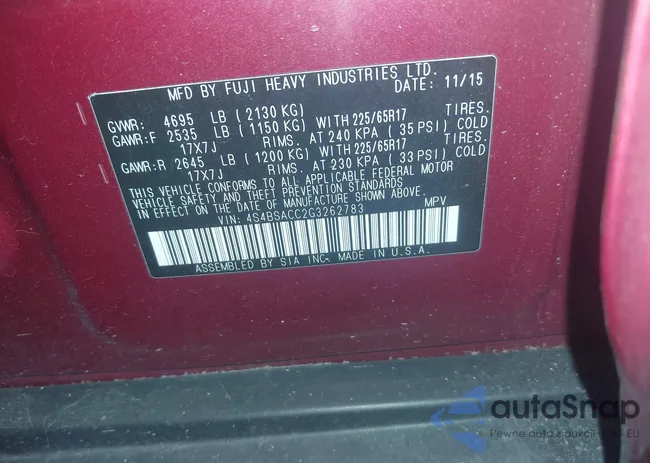 MFD BY FUJI HEAVY INDUSTRIES LTD.
DATE: 11/15
GVWR: 4695 LB (2130 KG)
GAWR:F 2535 LB (1150 KG) WITH 225/65R17 TIRES.
17X7J RIMS. AT 240 KPA (35 PSI) COLD
GAWR:R 2645 LB (1200 KG) WITH 225/65R17 TIRES.
17X7J RIMS. AT 230 KPA (33 PSI) COLD
THIS VEHICLE CONFORMS TO ALL APPLICABLE FEDERAL MOTOR
VEHICLE SAFETY AND THEFT PREVENTION STANDARDS
IN EFFECT ON THE DATE OF MANUFACTURE SHOWN ABOVE.
VIN: 4S4BSACC2G3262783 MPV
ASSEMBLED BY SIA INC. MADE IN U.S.A.
autaSnap
Pewne auta z aukcji
EU